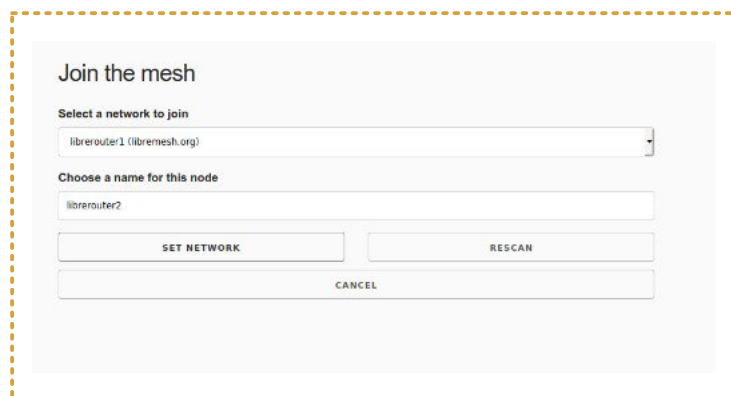 Join the mesh
Select a network to join
librerouter1 (libremesh.org)
Choose a name for this node
librerouter2
SET NETWORK
RESCAN
CANCEL